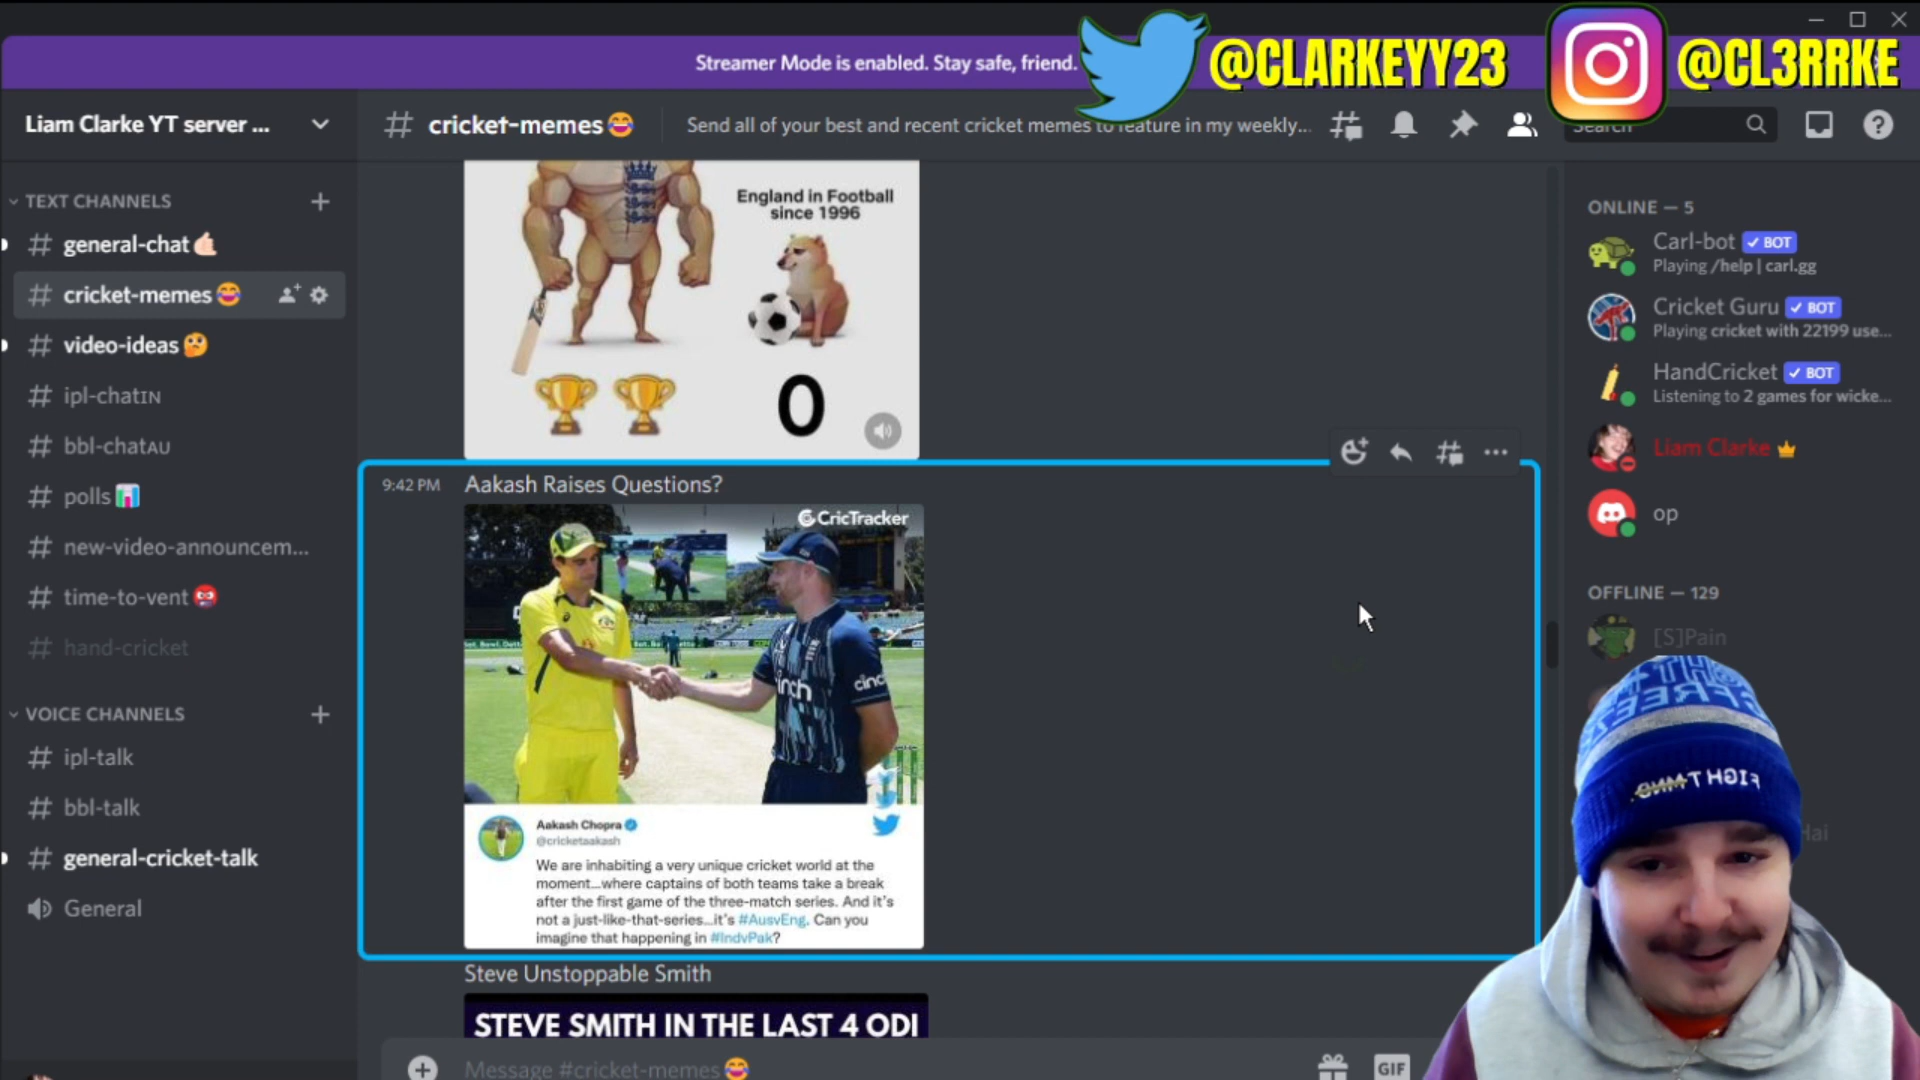 Streamer Mode is enabled. Stay safe, friend.
@CLARKEYY23
@CL3RRKE
Liam Clarke YT server ...
cricket-memes😂
Send all of your best and recent cricket memes to feature in my weekly...
Search
TEXT CHANNELS
general-chat🤙🏻
cricket-memes😂
video-ideas🤔
ipl-chatIN
bbl-chatAU
polls📊
new-video-announcem...
time-to-vent👹
hand-cricket
VOICE CHANNELS
ipl-talk
bbl-talk
general-cricket-talk
General
England in Football
since 1996
🏆 🏆 0
9:42 PM Aakash Raises Questions?
CricTracker
cinch
cinc
Aakash Chopra
@cricketaakash
We are inhabiting a very unique cricket world at the
moment...where captains of both teams take a break
after the first game of the three-match series. And it's
not a just-like-that-series...it's #AusvEng. Can you
imagine that happening in #IndvPak?
Steve Unstoppable Smith
STEVE SMITH IN THE LAST 4 ODI
Message #cricket-memes😂
GIF
ONLINE — 5
Carl-bot ✓ BOT
Playing /help | carl.gg
Cricket Guru ✓ BOT
Playing cricket with 22199 use...
HandCricket ✓ BOT
Listening to 2 games for wicke...
Liam Clarke
op
OFFLINE — 129
[S]Pain
Hai
FIGHTMND.